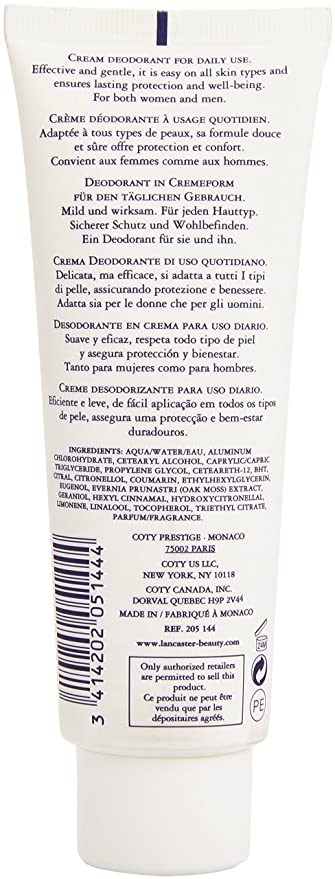 CREAM DEODORANT FOR DAILY USE.
Effective and gentle, it is easy on all skin types and
ensures lasting protection and well-being.
For both women and men.
CRÈME DÉODORANTE À USAGE QUOTIDIEN.
Adaptée à tous types de peaux, sa formule douce
et sûre offre protection et confort.
Convient aux femmes comme aux hommes.
DEODORANT IN CREMEFORM
FÜR DEN TÄGLICHEN GEBRAUCH.
Mild und wirksam. Für jeden Hauttyp.
Sicherer Schutz und Wohlbefinden.
Ein Deodorant für sie und ihn.
CREMA DEODORANTE DI USO QUOTIDIANO.
Delicata, ma efficace, si adatta a tutti I tipi
di pelle, assicurando protezione e benessere.
Adatta sia per le donne che per gli uomini.
DESODORANTE EN CREMA PARA USO DIARIO.
Suave y eficaz, respeta todo tipo de piel
y asegura protección y bienestar.
Tanto para mujeres como para hombres.
CREME DESODORIZANTE PARA USO DIÁRIO.
Eficiente e leve, de fácil aplicação em todos os tipos
de pele, assegura uma protecção e bem-estar
duradouros.
INGREDIENTS: AQUA/WATER/EAU, ALUMINUM
CHLOROHYDRATE, CETEARYL ALCOHOL, CAPRYLIC/CAPRIC
TRIGLYCERIDE, PROPYLENE GLYCOL, CETEARETH-12, BHT,
CITRAL, CITRONELLOL, COUMARIN, ETHYLHEXYLGLYCERIN,
EUGENOL, EVERNIA PRUNASTRI (OAK MOSS) EXTRACT,
GERANIOL, HEXYL CINNAMAL, HYDROXYCITRONELLAL,
LIMONENE, LINALOOL, TOCOPHEROL, TRIETHYL CITRATE,
PARFUM/FRAGRANCE.
COTY PRESTIGE - MONACO
75002 PARIS
COTY US LLC,
NEW YORK, NY 10118
COTY CANADA, INC.
DORVAL QUEBEC H9P 2V44
MADE IN / FABRIQUÉ À MONACO
REF. 205 144
www.lancaster-beauty.com
24M
Only authorized retailers
are permitted to sell this
product.
Ce produit ne peut être
vendu que par les
dépositaires agréés.
PE
3 414202 051444